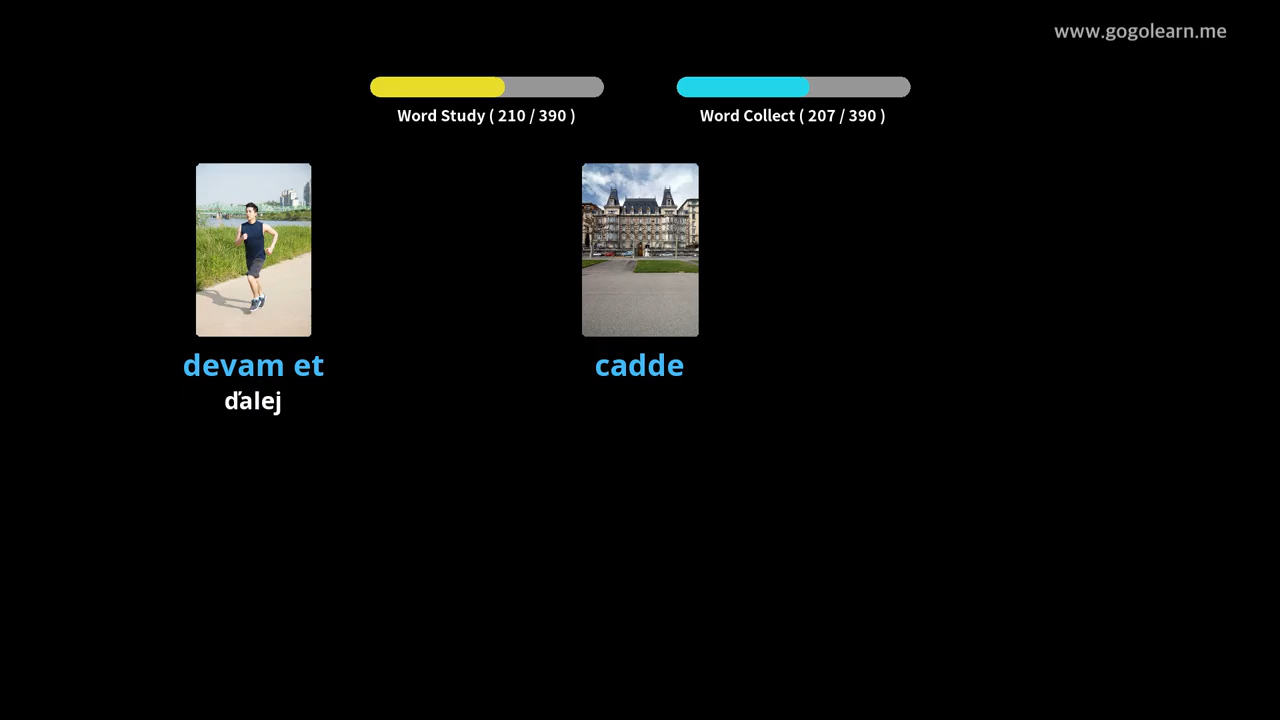 www.gogolearn.me
Word Study ( 210 / 390 )
Word Collect ( 207 / 390 )
devam et
ďalej
cadde